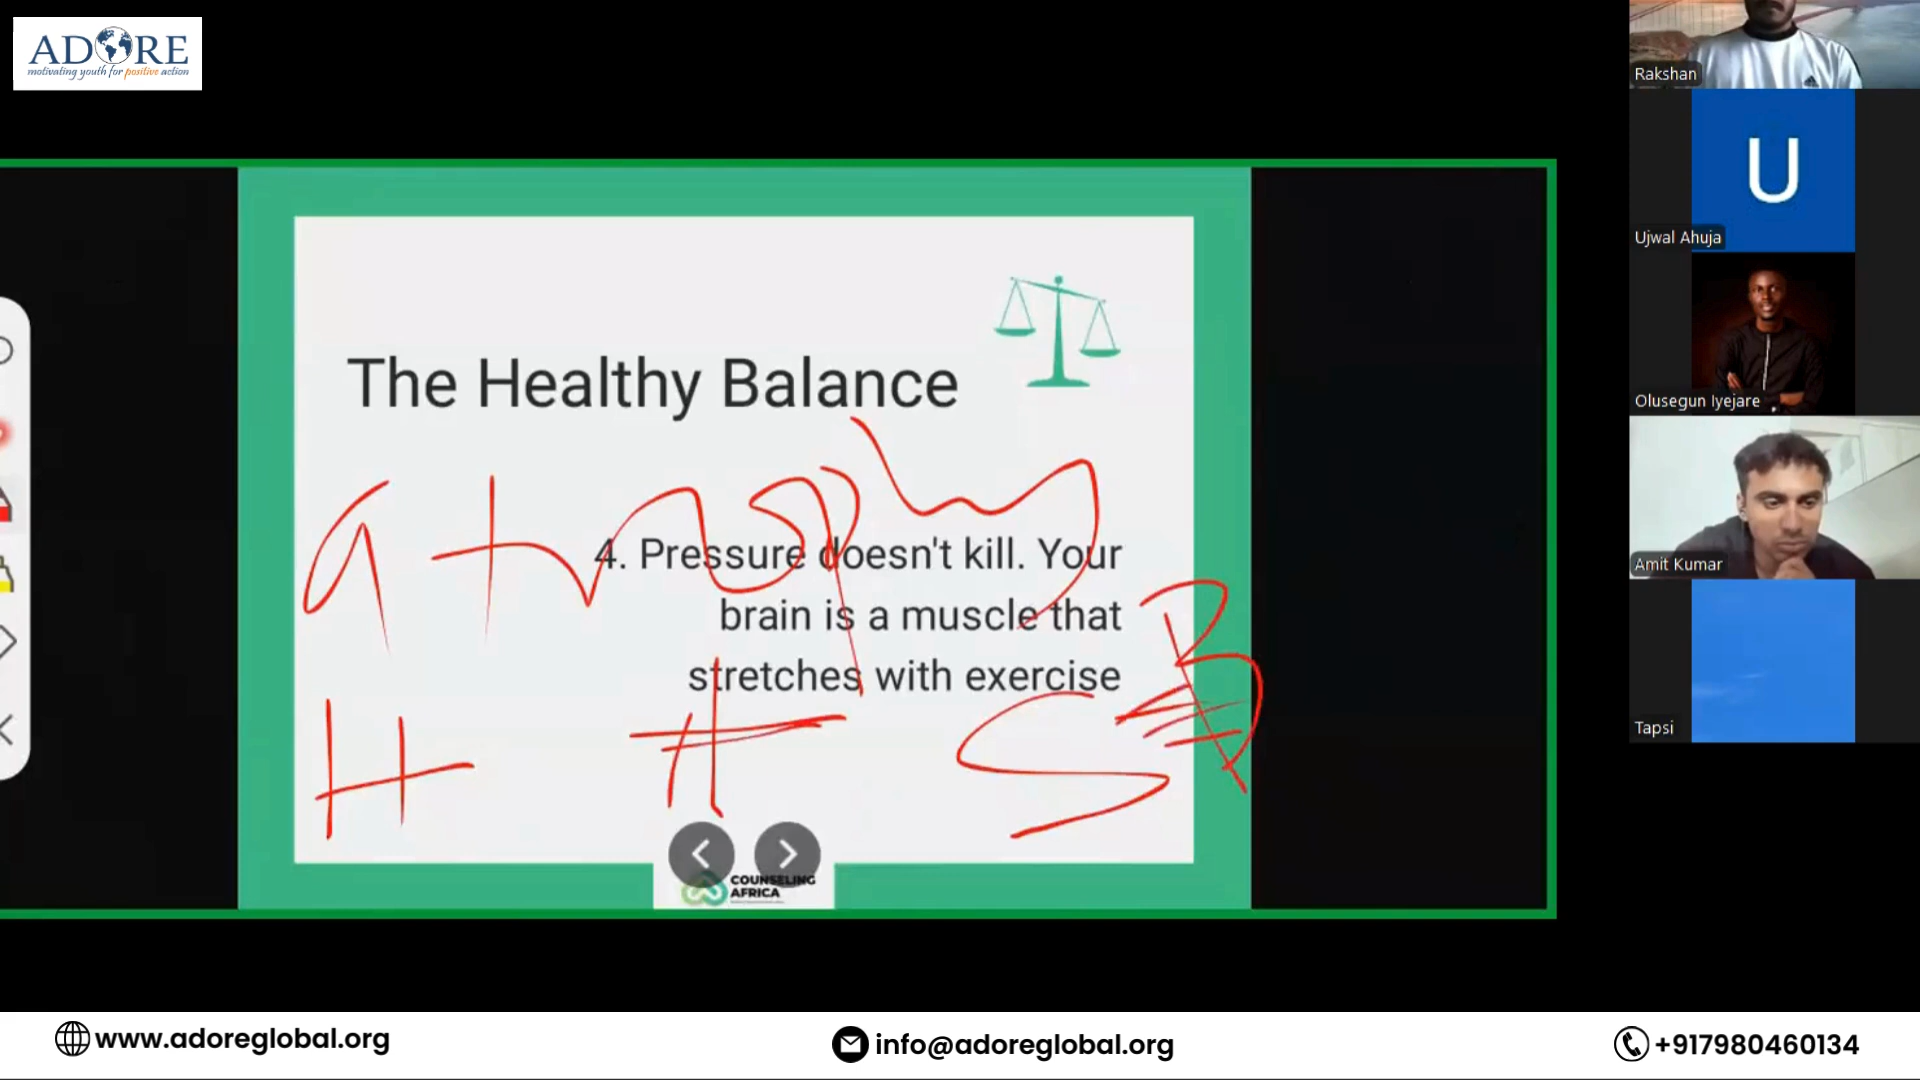 ADORE
motivating youth for positive action
Rakshan
U
Ujwal Ahuja
Olusegun Iyejare
Amit Kumar
Tapsi
The Healthy Balance
atrophy
4. Pressure doesn't kill. Your
brain is a muscle that
stretches with exercise
H
S
B
COUNSELING
AFRICA
www.adoreglobal.org
info@adoreglobal.org
+917980460134